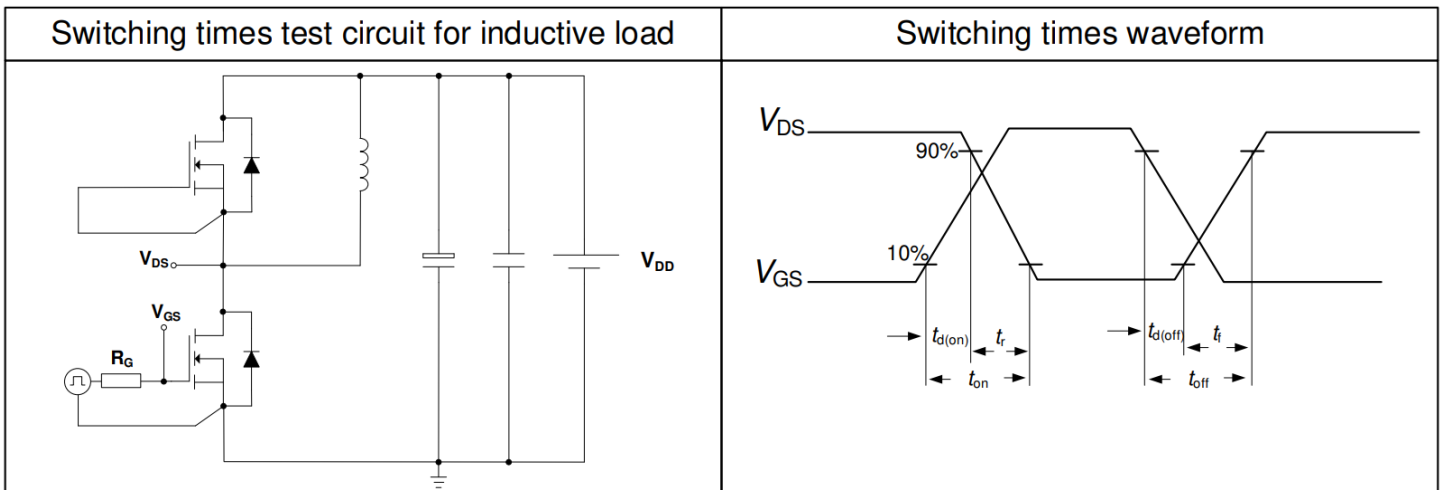 Switching times test circuit for inductive load
Switching times waveform
VDS
VDD
VGS
RG
VDS
90%
10%
VGS
td(on)
tr
td(off)
tf
ton
toff